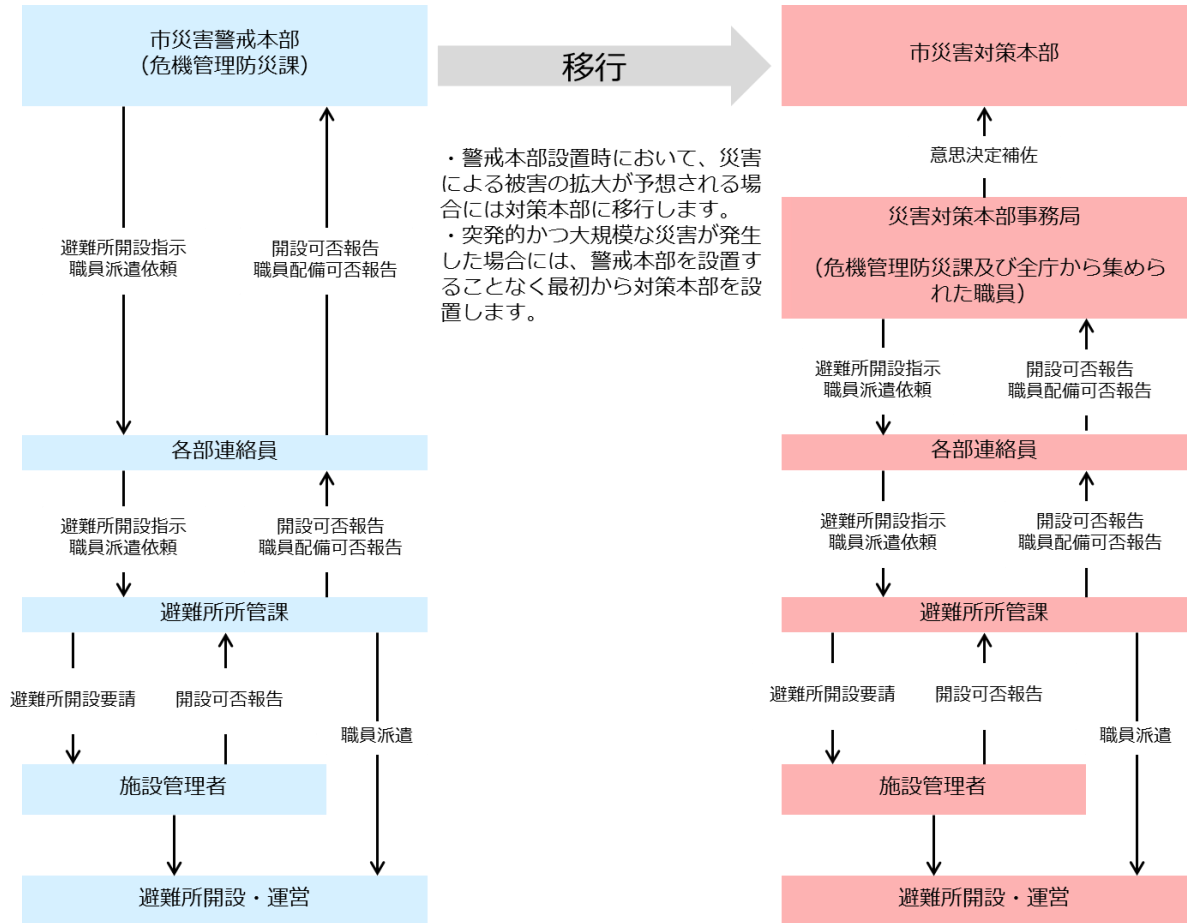 市災害警戒本部
（危機管理防災課）
移行
市災害対策本部
・警戒本部設置時において、災害
による被害の拡大が予想される場
合には対策本部に移行します。
・突発的かつ大規模な災害が発生
した場合には、警戒本部を設置す
ることなく最初から対策本部を設
置します。
避難所開設指示
職員派遣依頼
開設可否報告
職員配備可否報告
各部連絡員
避難所開設指示
職員派遣依頼
開設可否報告
職員配備可否報告
避難所所管課
避難所開設要請
開設可否報告
職員派遣
施設管理者
避難所開設・運営
意思決定補佐
災害対策本部事務局
（危機管理防災課及び全庁から集めら
れた職員）
避難所開設指示
職員派遣依頼
開設可否報告
職員配備可否報告
各部連絡員
避難所開設指示
職員派遣依頼
開設可否報告
職員配備可否報告
避難所所管課
避難所開設要請
開設可否報告
職員派遣
施設管理者
避難所開設・運営